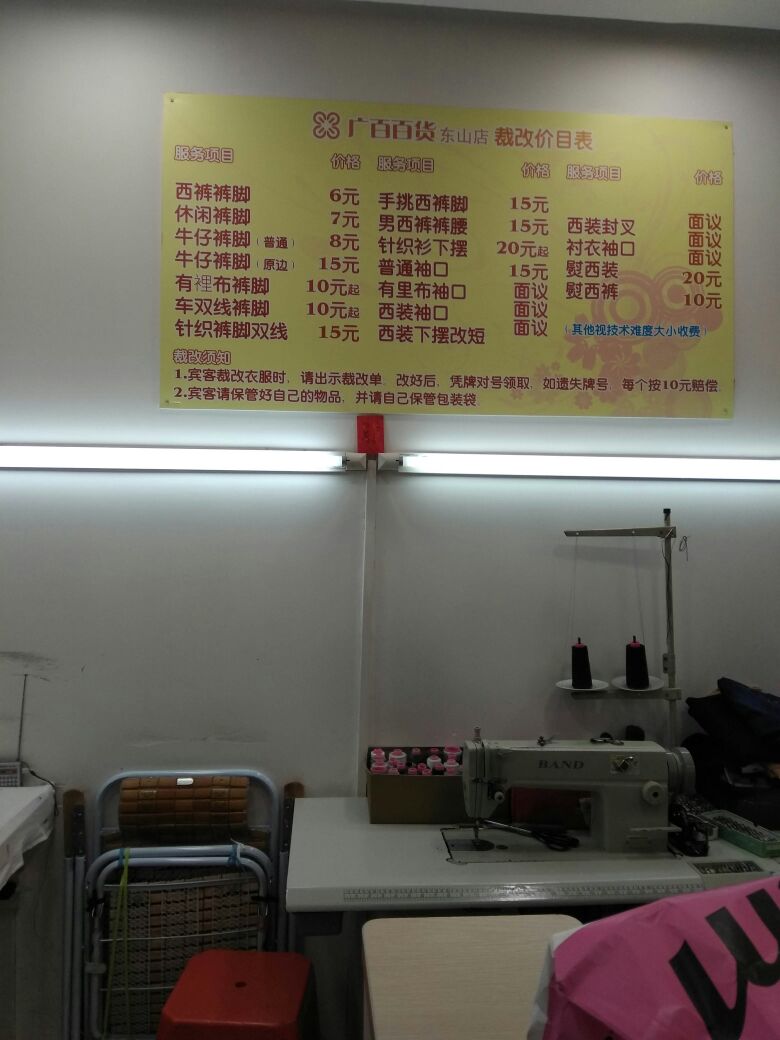 广百百货 东山店 裁改价目表
服务项目 价格 服务项目 价格 服务项目 价格
西裤裤脚 6元
休闲裤脚 7元
牛仔裤脚（普通） 8元
牛仔裤脚（原边） 15元
有裡布裤脚 10元起
车双线裤脚 10元起
针织裤脚双线 15元
手挑西裤脚 15元
男西裤裤腰 15元
针织衫下摆 20元起
普通袖口 15元
有里布袖口 面议
西装袖口 面议
西装下摆改短 面议
西装封叉 面议
衬衣袖口 面议
熨西装 面议
熨西裤 20元
10元
（其他视技术难度大小收费）
裁改须知
1.宾客裁改衣服时，请出示裁改单，改好后，凭牌对号领取，如遗失牌号，每个按10元赔偿。
2.宾客请保管好自己的物品，并请自己保管包装袋
BAND